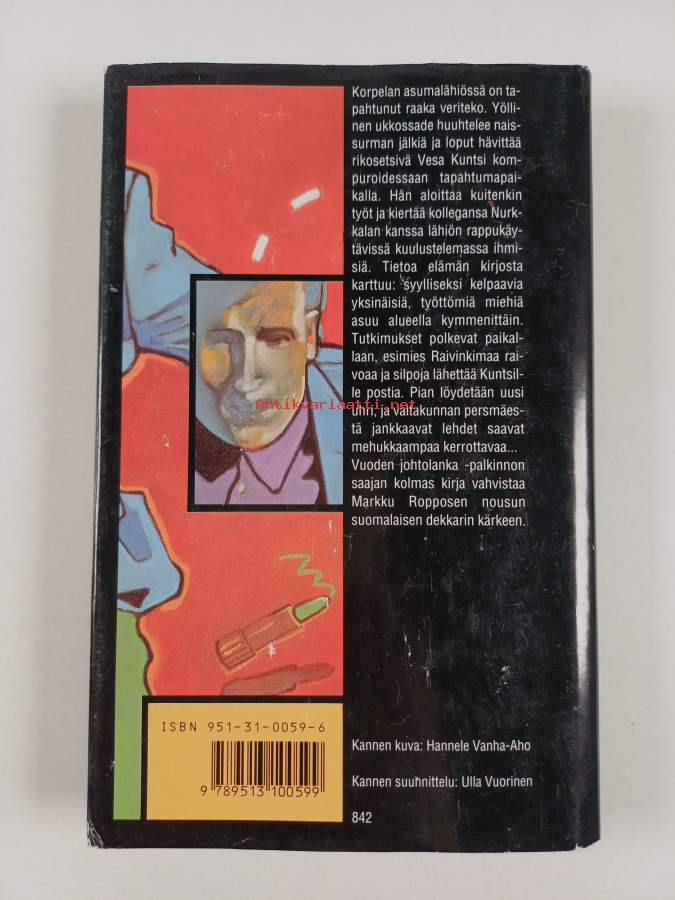 Korpelan asumalähiössä on ta-
pahtunut raaka veriteko. Yölli-
nen ukkossade huuhtelee nais-
surman jälkiä ja loput hävittää
rikosetsivä Vesa Kuntsi kom-
puroidessaan tapahtumapai-
kalla. Hän aloittaa kuitenkin
työt ja kiertää kollegansa Nurk-
kalan kanssa lähiön rappukäy-
tävissä kuulustelemassa ihmi-
siä. Tietoa elämän kirjosta
karttuu: syylliseksi kelpaavia
yksinäisiä, työttömiä miehiä
asuu alueella kymmenittäin.
Tutkimukset polkevat paikal-
laan, esimies Raivinkimaa rai-
voaa ja silpoja lähettää Kuntsil-
le postia. Pian löydetään uusi
uhri, ja valtakunnan persmäes-
tä jankkaavat lehdet saavat
mehukkaampaa kerrottavaa...
Vuoden johtolanka -palkinnon
saajan kolmas kirja vahvistaa
Markku Ropposen nousun
suomalaisen dekkarin kärkeen.
Antikvariaatti.net
ISBN 951-31-0059-6
9 789513 100599
Kannen kuva: Hannele Vanha-Aho
Kannen suunnittelu: Ulla Vuorinen
842